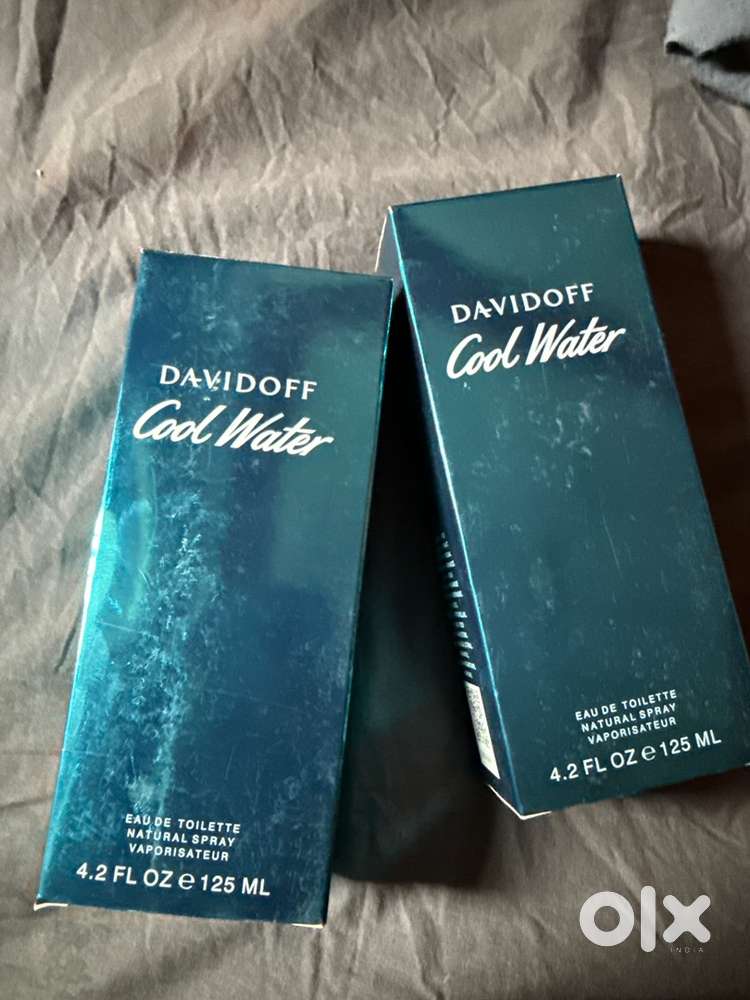 DAVIDOFF
Cool Water
EAU DE TOILETTE
NATURAL SPRAY
VAPORISATEUR
4.2 FL OZ e 125 ML
DAVIDOFF
Cool Water
EAU DE TOILETTE
NATURAL SPRAY
VAPORISATEUR
4.2 FL OZ e 125 ML
olx
INDIA